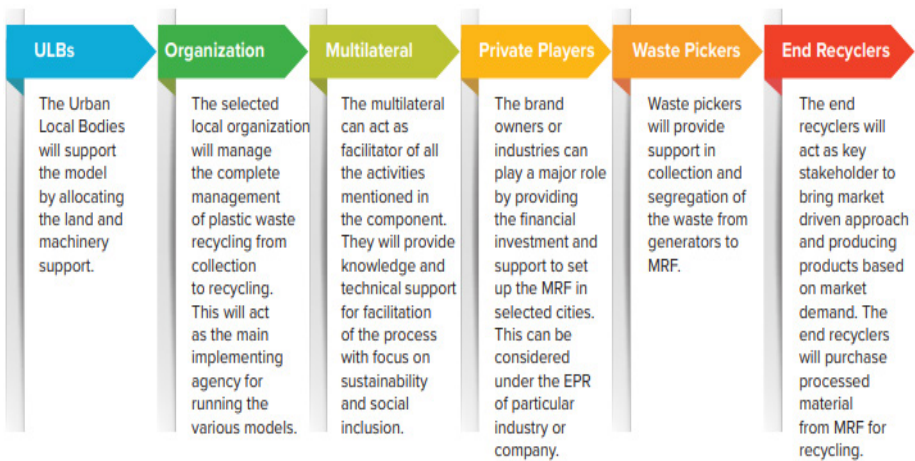 ULBs
The Urban
Local Bodies
will support
the model
by allocating
the land and
machinery
support.
Organization
The selected
local organization
will manage
the complete
management
of plastic waste
recycling from
collection
to recycling.
This will act
as the main
implementing
agency for
running the
various models.
Multilateral
The multilateral
can act as
facilitator of all
the activities
mentioned in
the component.
They will provide
knowledge and
technical support
for facilitation
of the process
with focus on
sustainability
and social
inclusion.
Private Players
The brand
owners or
industries can
play a major role
by providing
the financial
investment and
support to set
up the MRF in
selected cities.
This can be
considered
under the EPR
of particular
industry or
company.
Waste Pickers
Waste pickers
will provide
support in
collection and
segregation of
the waste from
generators to
MRF.
End Recyclers
The end
recyclers will
act as key
stakeholder to
bring market
driven approach
and producing
products based
on market
demand. The
end recyclers
will purchase
processed
material
from MRF for
recycling.